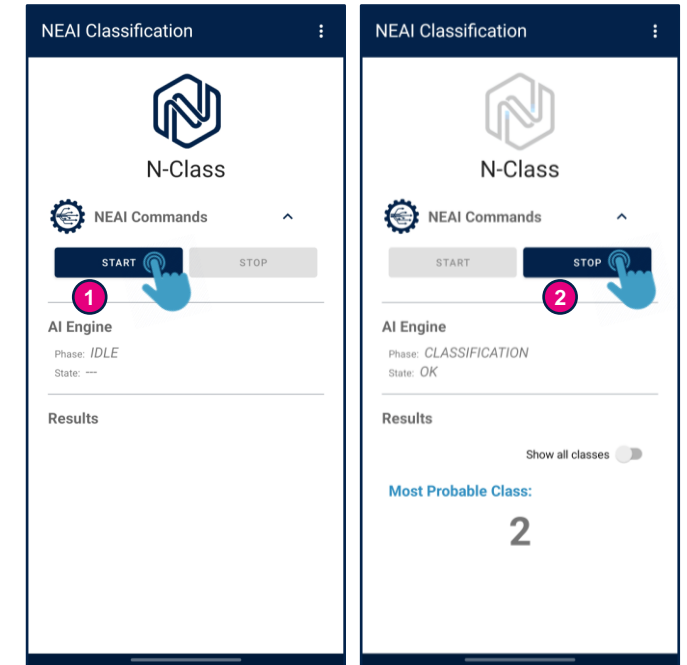 NEAI Classification
N-Class
NEAI Commands
START STOP
1
AI Engine
Phase: IDLE
State: ---
Results
NEAI Classification
N-Class
NEAI Commands
START STOP
2
AI Engine
Phase: CLASSIFICATION
State: OK
Results
Show all classes
Most Probable Class:
2